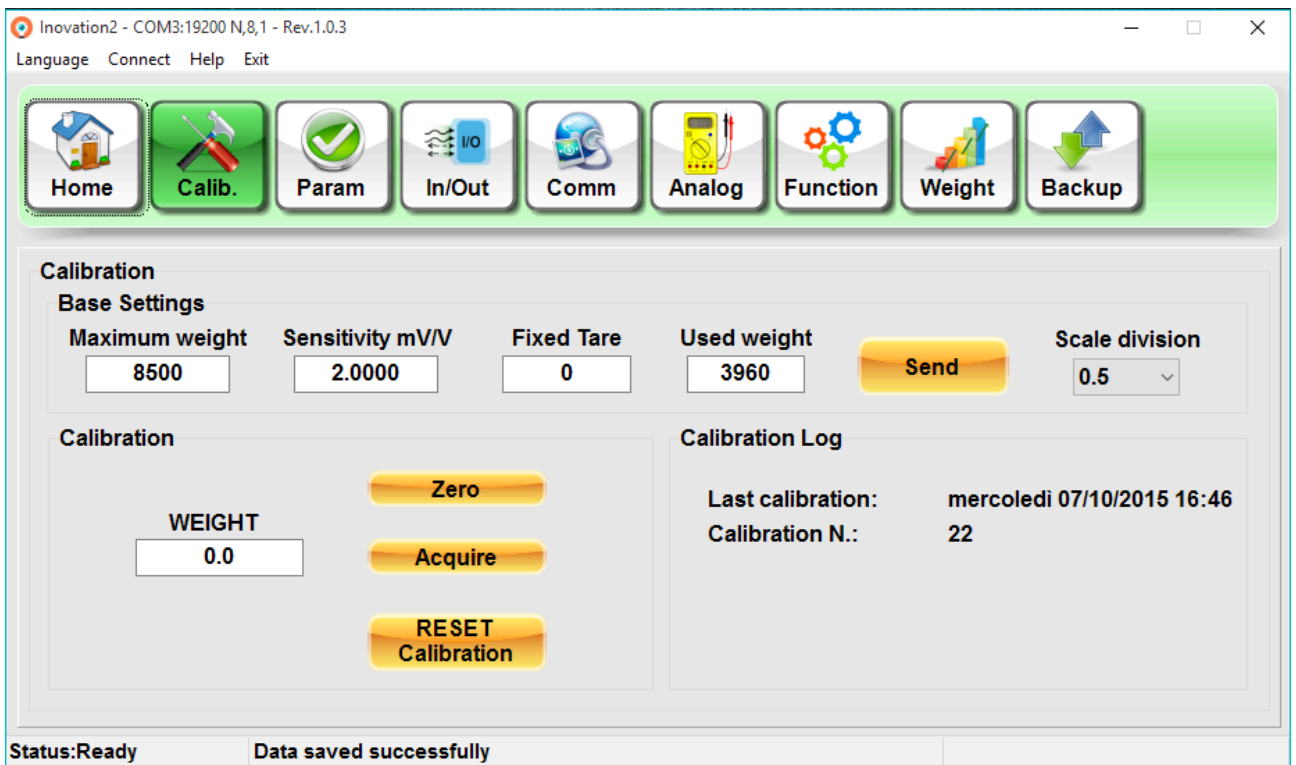 Inovation2 - COM3:19200 N,8,1 - Rev.1.0.3
Language Connect Help Exit
I/O
Home Calib. Param In/Out Comm Analog Function Weight Backup
Calibration
Base Settings
Maximum weight Sensitivity mV/V Fixed Tare Used weight Scale division
8500 2.0000 0 3960 Send 0.5
Calibration
Zero
WEIGHT
0.0
Acquire
RESET
Calibration
Calibration Log
Last calibration: mercoledì 07/10/2015 16:46
Calibration N.: 22
Status:Ready Data saved successfully